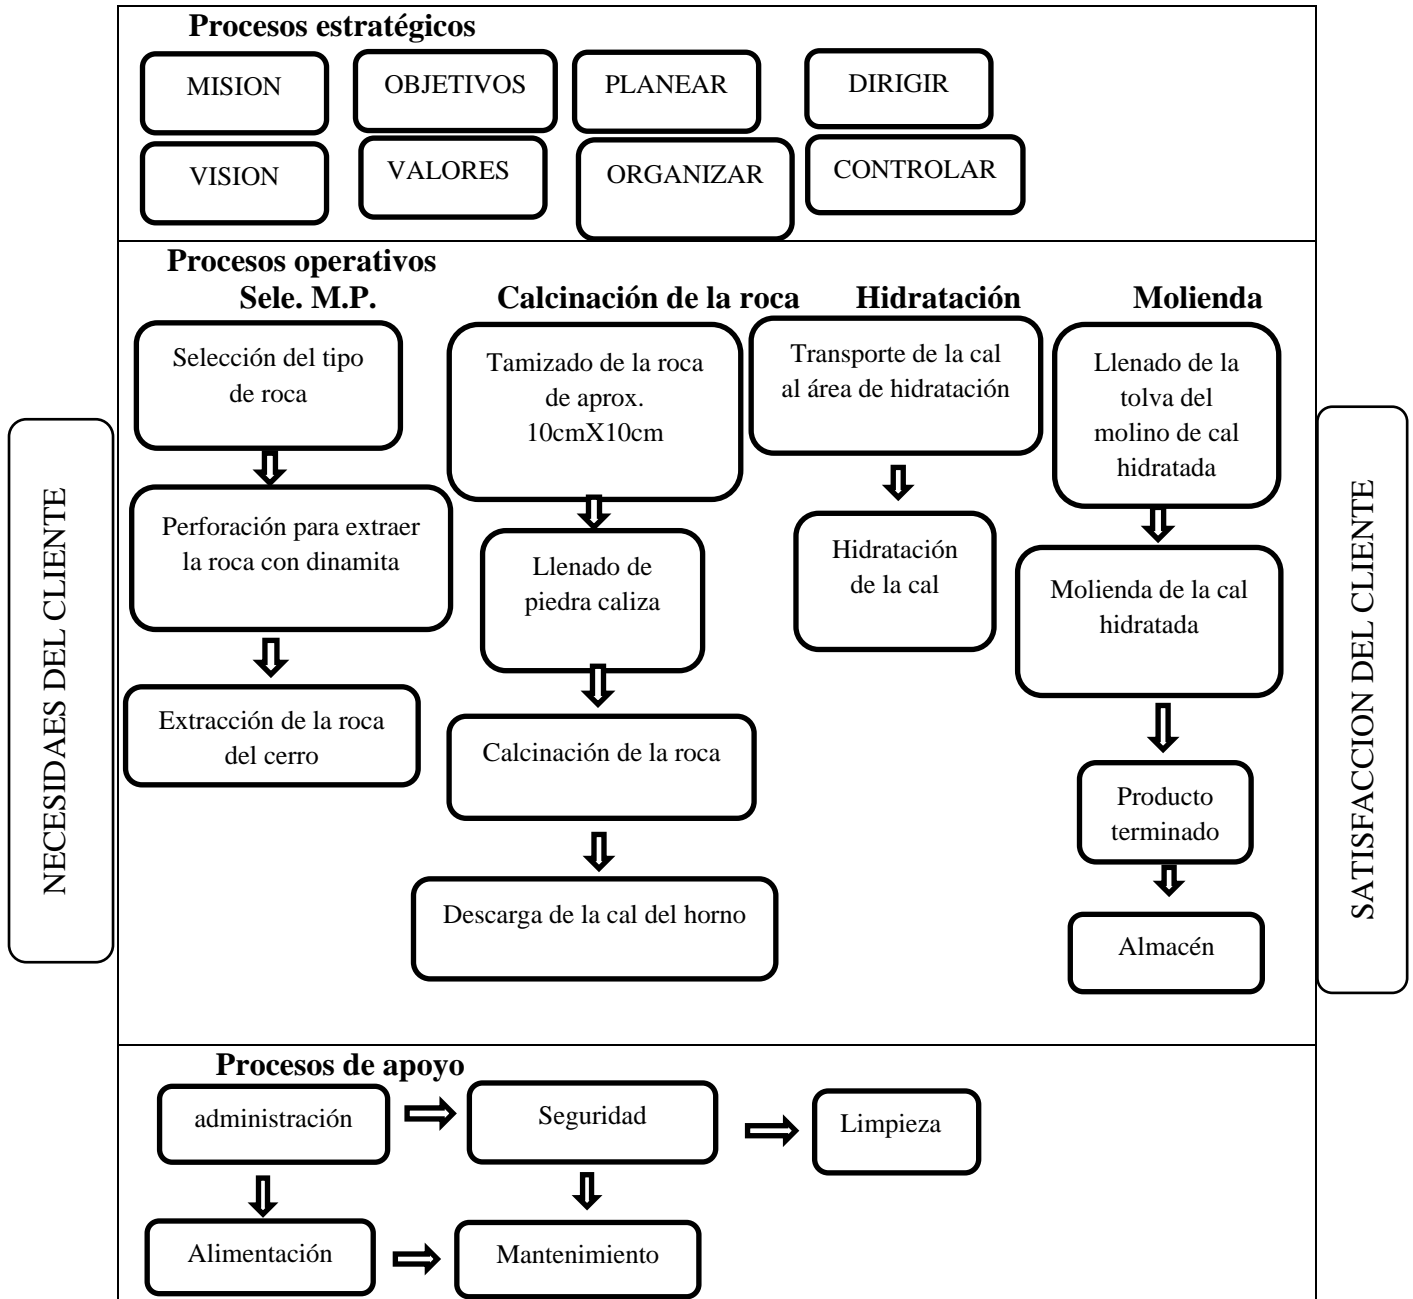 Procesos estratégicos
MISION
OBJETIVOS
PLANEAR
DIRIGIR
VISION
VALORES
ORGANIZAR
CONTROLAR
NECESIDAES DEL CLIENTE
Procesos operativos
Sele. M.P.
Selección del tipo
de roca
Perforación para extraer
la roca con dinamita
Extracción de la roca
del cerro
Calcinación de la roca
Tamizado de la roca
de aprox.
10cmX10cm
Llenado de
piedra caliza
Calcinación de la roca
Descarga de la cal del horno
Hidratación
Transporte de la cal
al área de hidratación
Hidratación
de la cal
Molienda
Llenado de la
tolva del
molino de cal
hidratada
Molienda de la cal
hidratada
Producto
terminado
Almacén
SATISFACCION DEL CLIENTE
Procesos de apoyo
administración
Seguridad
Limpieza
Alimentación
Mantenimiento